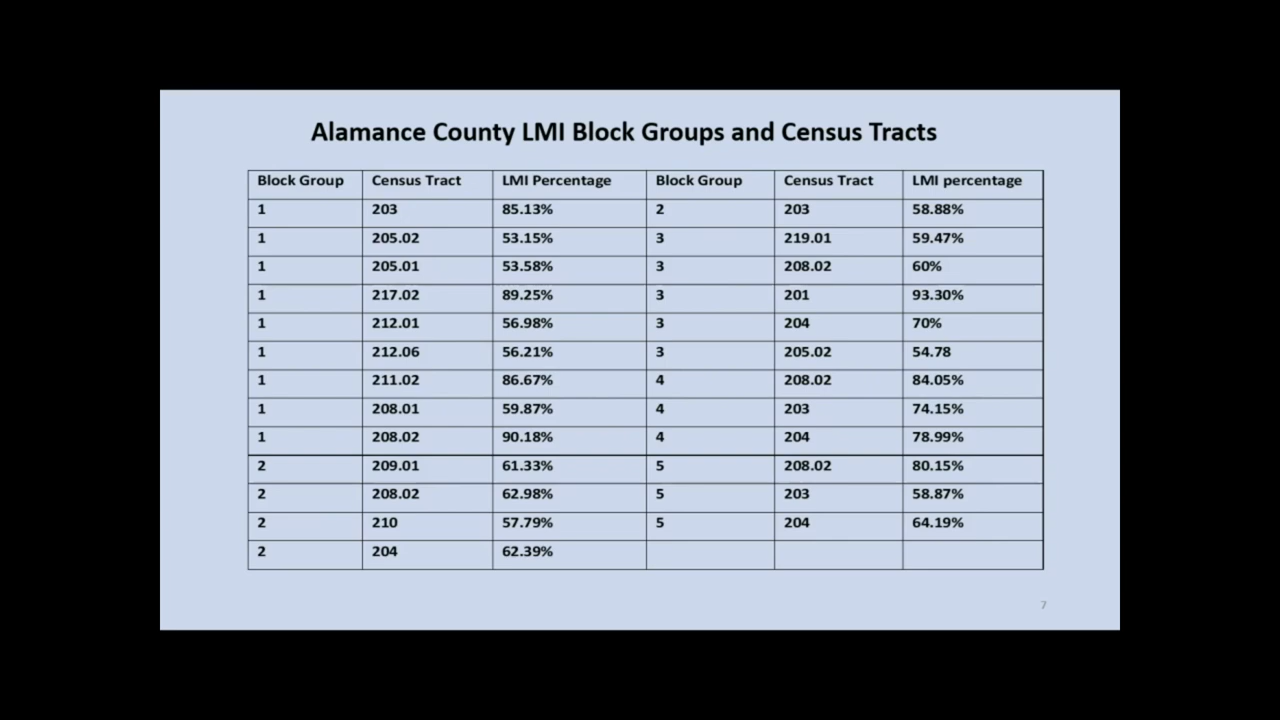 Alamance County LMI Block Groups and Census Tracts
Block Group Census Tract LMI Percentage Block Group Census Tract LMI percentage
1 203 85.13% 2 203 58.88%
1 205.02 53.15% 3 219.01 59.47%
1 205.01 53.58% 3 208.02 60%
1 217.02 89.25% 3 201 93.30%
1 212.01 56.98% 3 204 70%
1 212.06 56.21% 3 205.02 54.78
1 211.02 86.67% 4 208.02 84.05%
1 208.01 59.87% 4 203 74.15%
1 208.02 90.18% 4 204 78.99%
2 209.01 61.33% 5 208.02 80.15%
2 208.02 62.98% 5 203 58.87%
2 210 57.79% 5 204 64.19%
2 204 62.39%
7